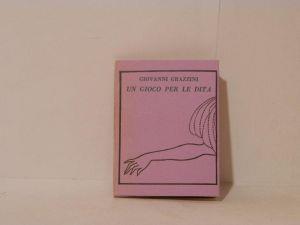 GIOVANNI GRAZZINI
UN GIOCO PER LE DITA